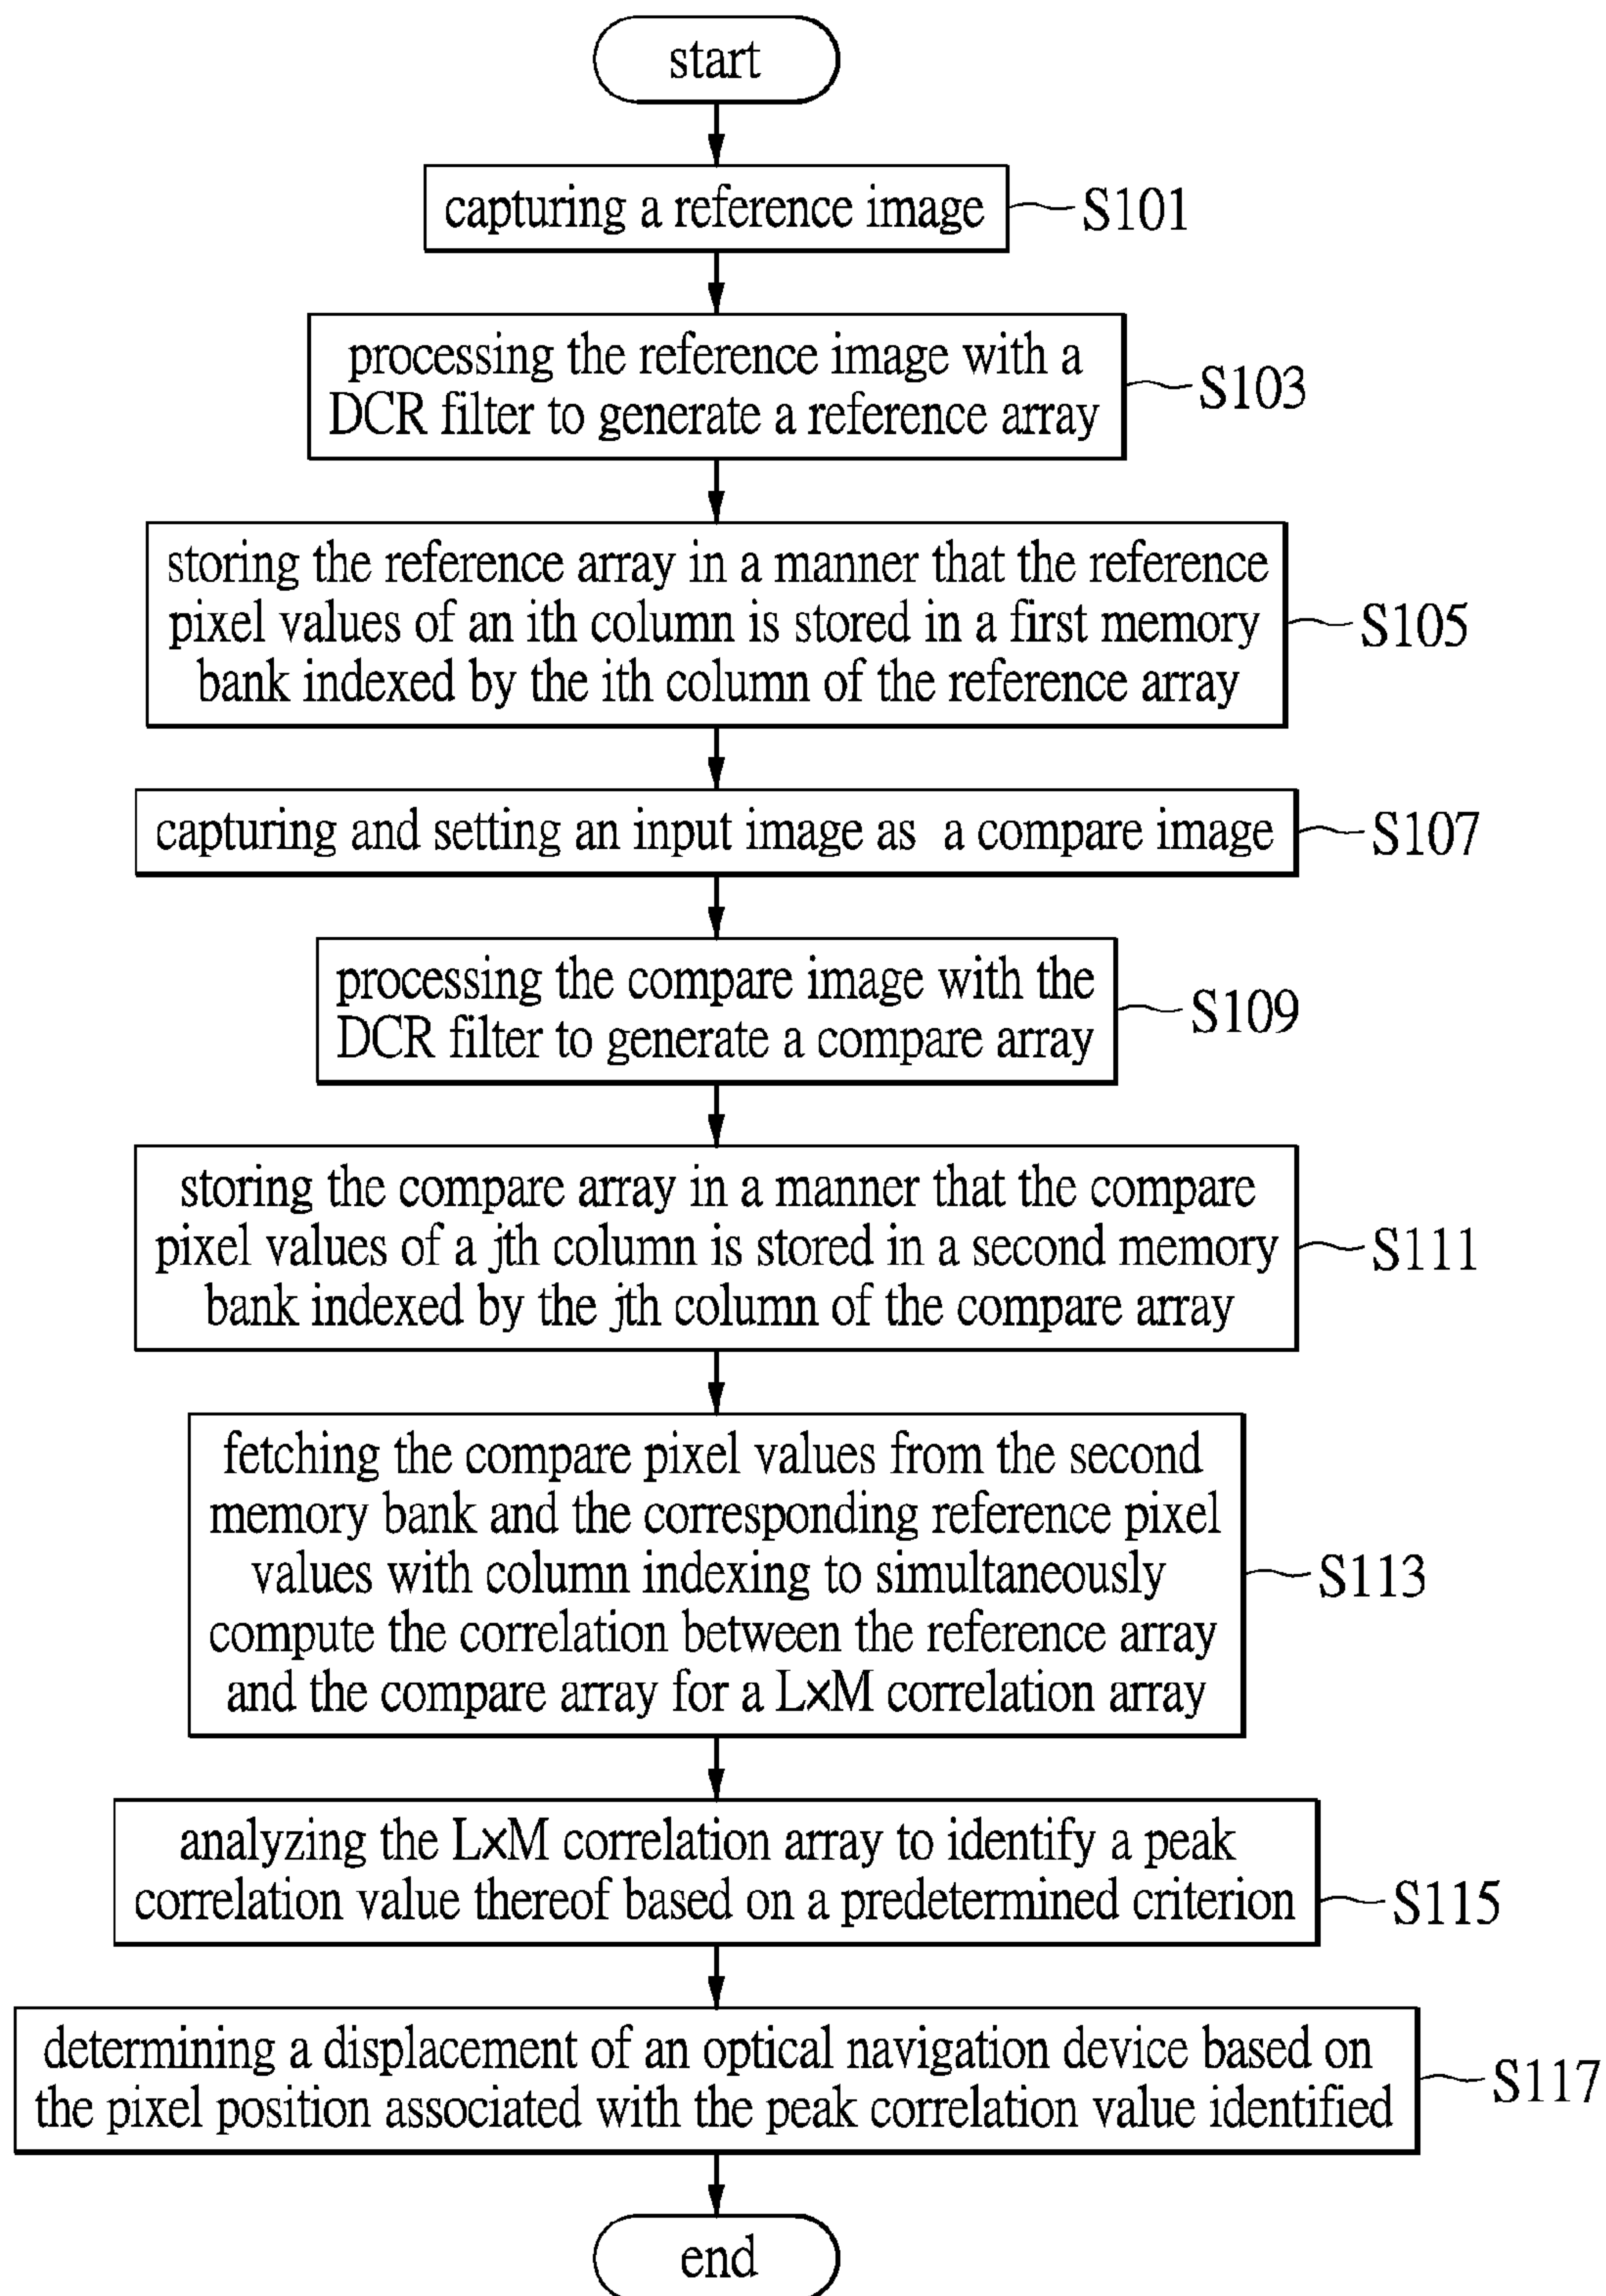 start
capturing a reference image
S101
processing the reference image with a
DCR filter to generate a reference array
S103
storing the reference array in a manner that the reference
pixel values of an ith column is stored in a first memory
bank indexed by the ith column of the reference array
S105
capturing and setting an input image as a compare image
S107
processing the compare image with the
DCR filter to generate a compare array
S109
storing the compare array in a manner that the compare
pixel values of a jth column is stored in a second memory
bank indexed by the jth column of the compare array
S111
fetching the compare pixel values from the second
memory bank and the corresponding reference pixel
values with column indexing to simultaneously
compute the correlation between the reference array
and the compare array for a L×M correlation array
S113
analyzing the L×M correlation array to identify a peak
correlation value thereof based on a predetermined criterion
S115
determining a displacement of an optical navigation device based on
the pixel position associated with the peak correlation value identified
S117
end